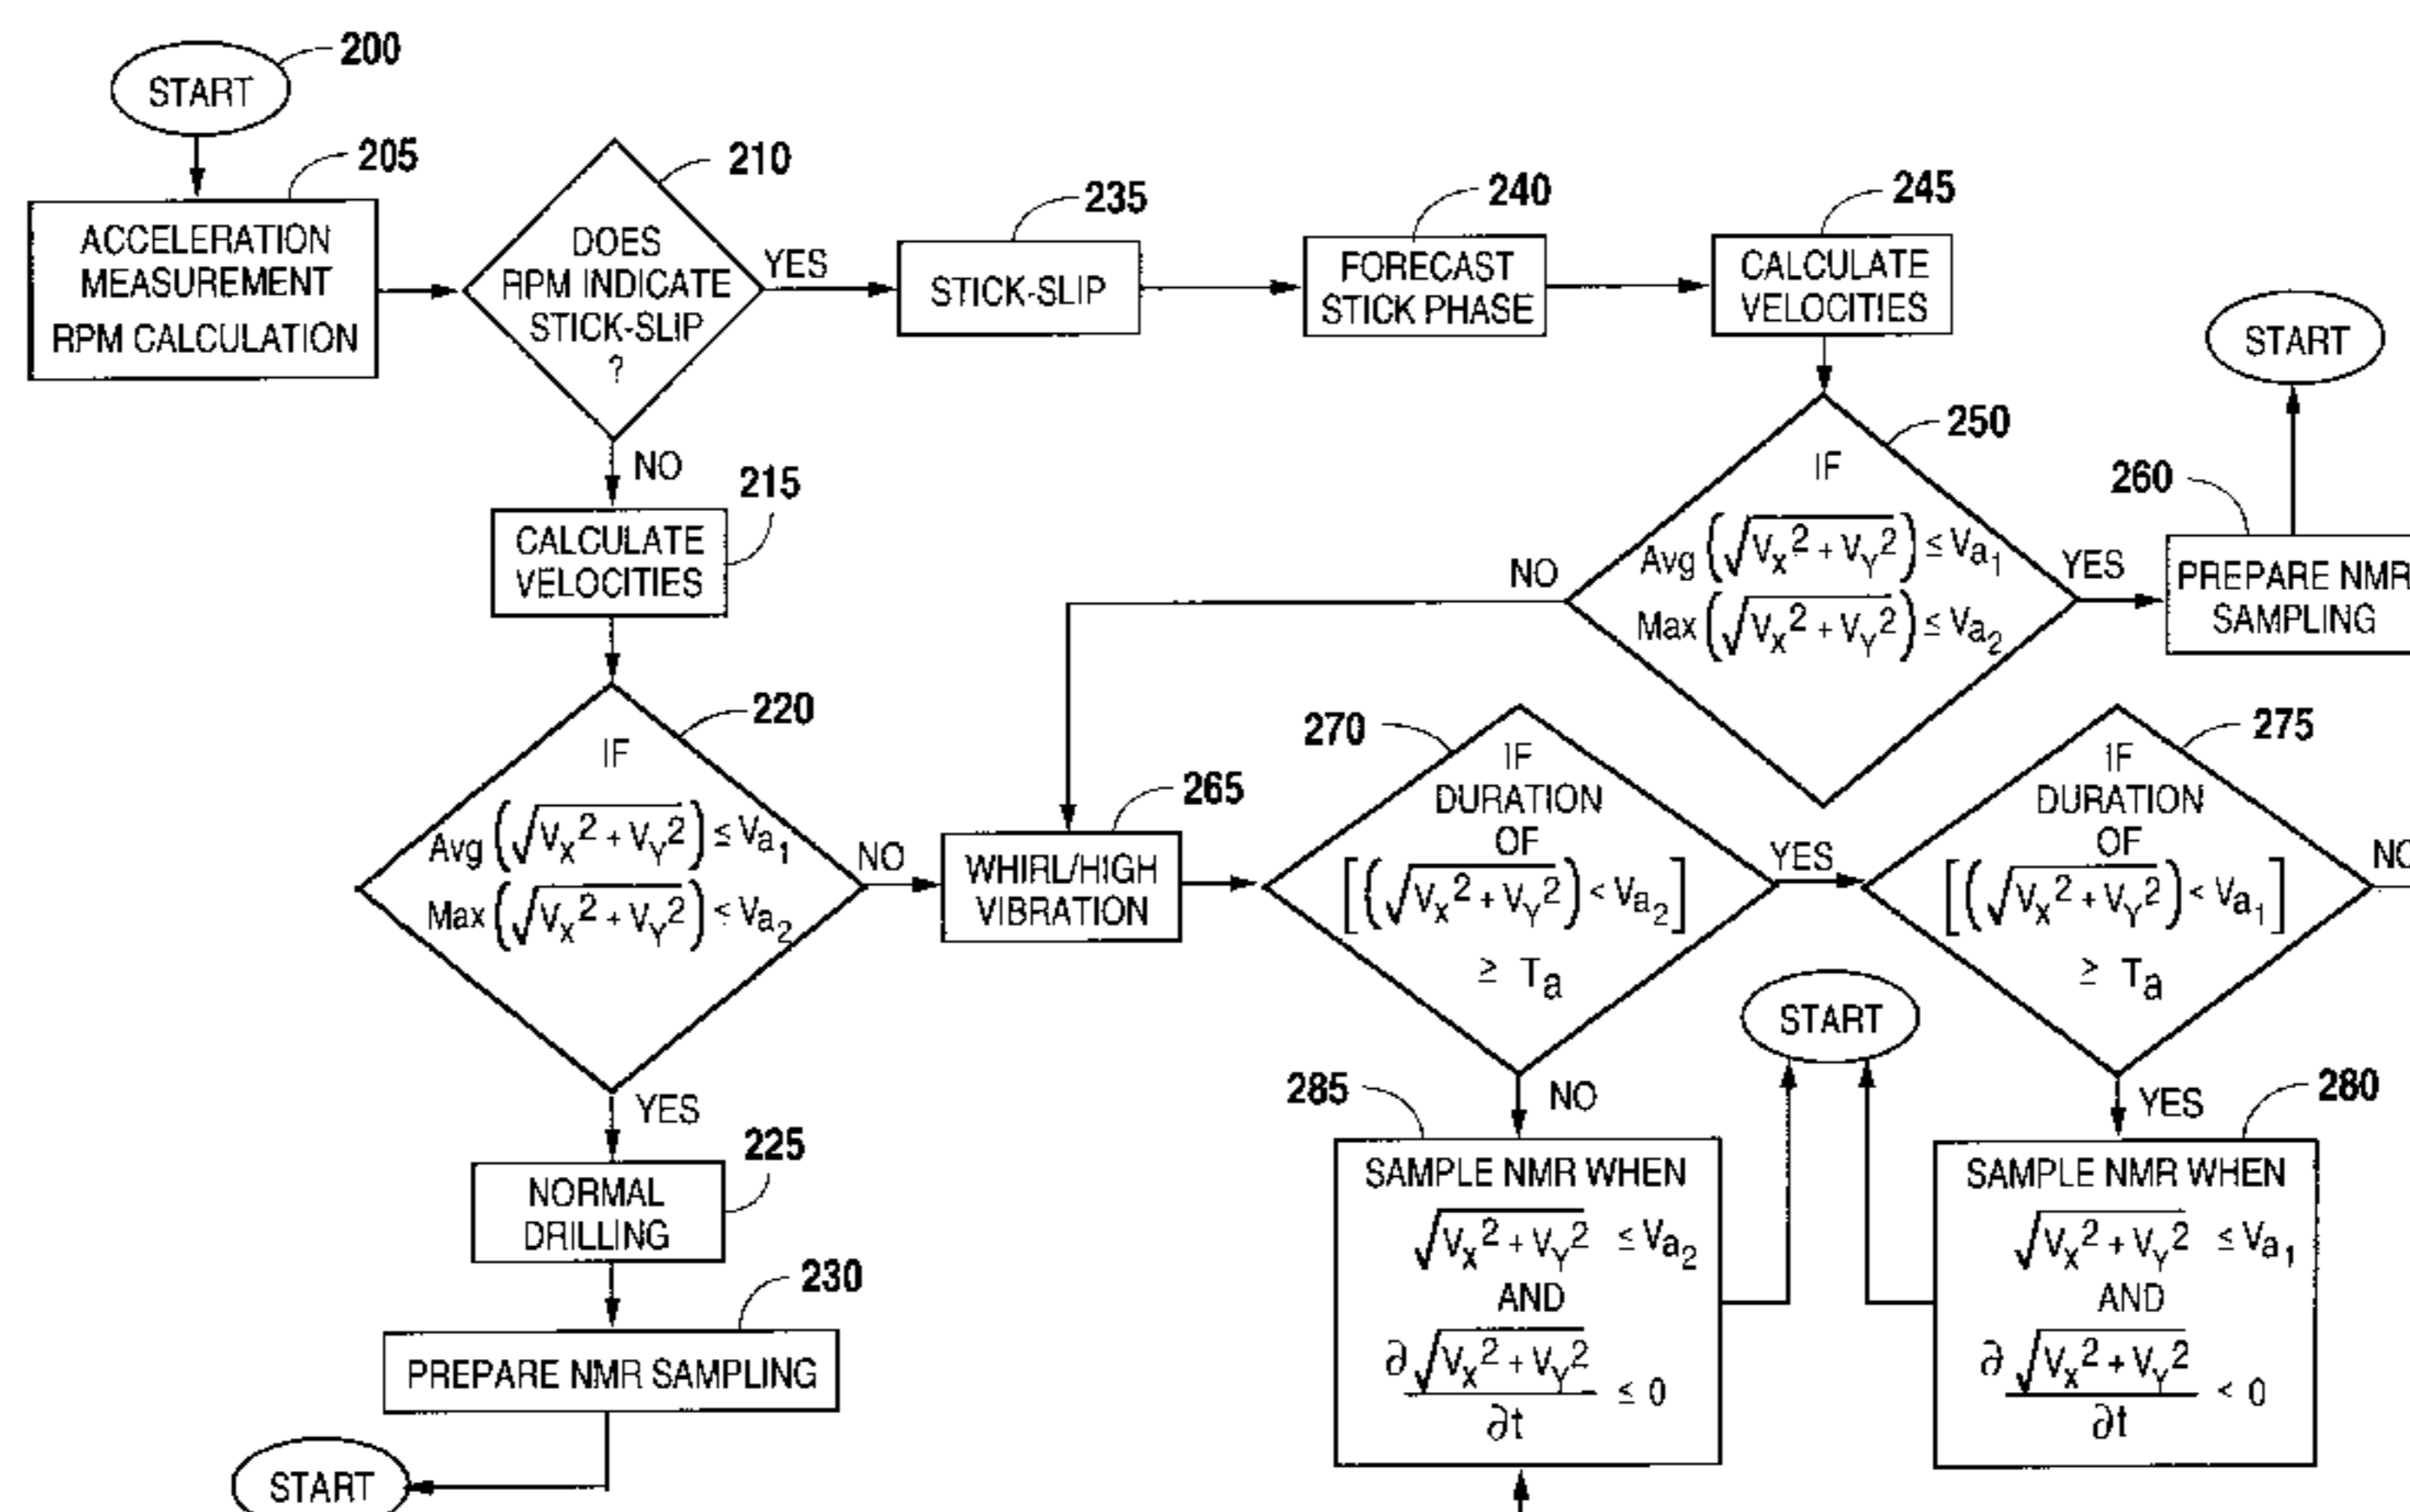 200
START
205
ACCELERATION
MEASUREMENT
RPM CALCULATION
210
DOES
RPM INDICATE
STICK-SLIP
?
YES
NO
235
STICK-SLIP
240
FORECAST
STICK PHASE
245
CALCULATE
VELOCITIES
250
IF
Avg (√Vx² + VY²) ≤ Va1
Max (√Vx² + VY²) ≤ Va2
NO
YES
260
PREPARE NMR
SAMPLING
START
215
CALCULATE
VELOCITIES
220
IF
Avg (√Vx² + VY²) ≤ Va1
Max (√Vx² + VY²) ≤ Va2
NO
YES
225
NORMAL
DRILLING
230
PREPARE NMR SAMPLING
START
265
WHIRL/HIGH
VIBRATION
270
IF
DURATION
OF
[(√Vx² + VY²) < Va2]
≥ Ta
YES
NO
275
IF
DURATION
OF
[(√Vx² + VY²) < Va1]
≥ Ta
NO
YES
START
285
SAMPLE NMR WHEN
√Vx² + VY² ≤ Va2
AND
∂√Vx² + VY²
∂t
≤ 0
280
SAMPLE NMR WHEN
√Vx² + VY² ≤ Va1
AND
∂√Vx² + VY²
∂t
< 0